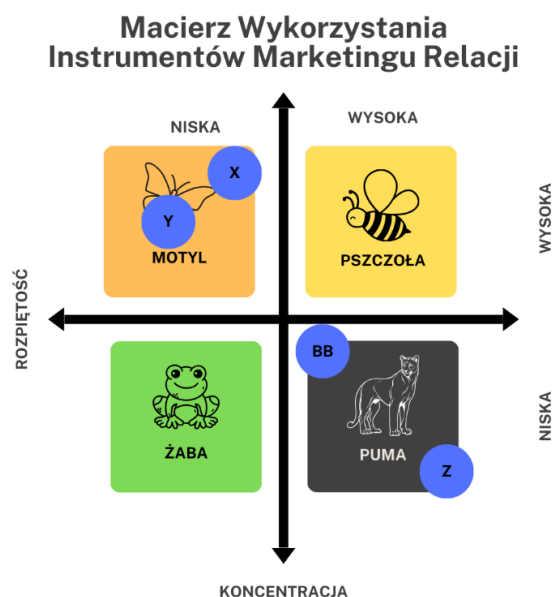 Macierz Wykorzystania
Instrumentów Marketingu Relacji
NISKA
WYSOKA
X
Y
MOTYL
PSZCZOŁA
WYSOKA
ROZPIĘTOŚĆ
BB
ŻABA
PUMA
Z
NISKA
KONCENTRACJA